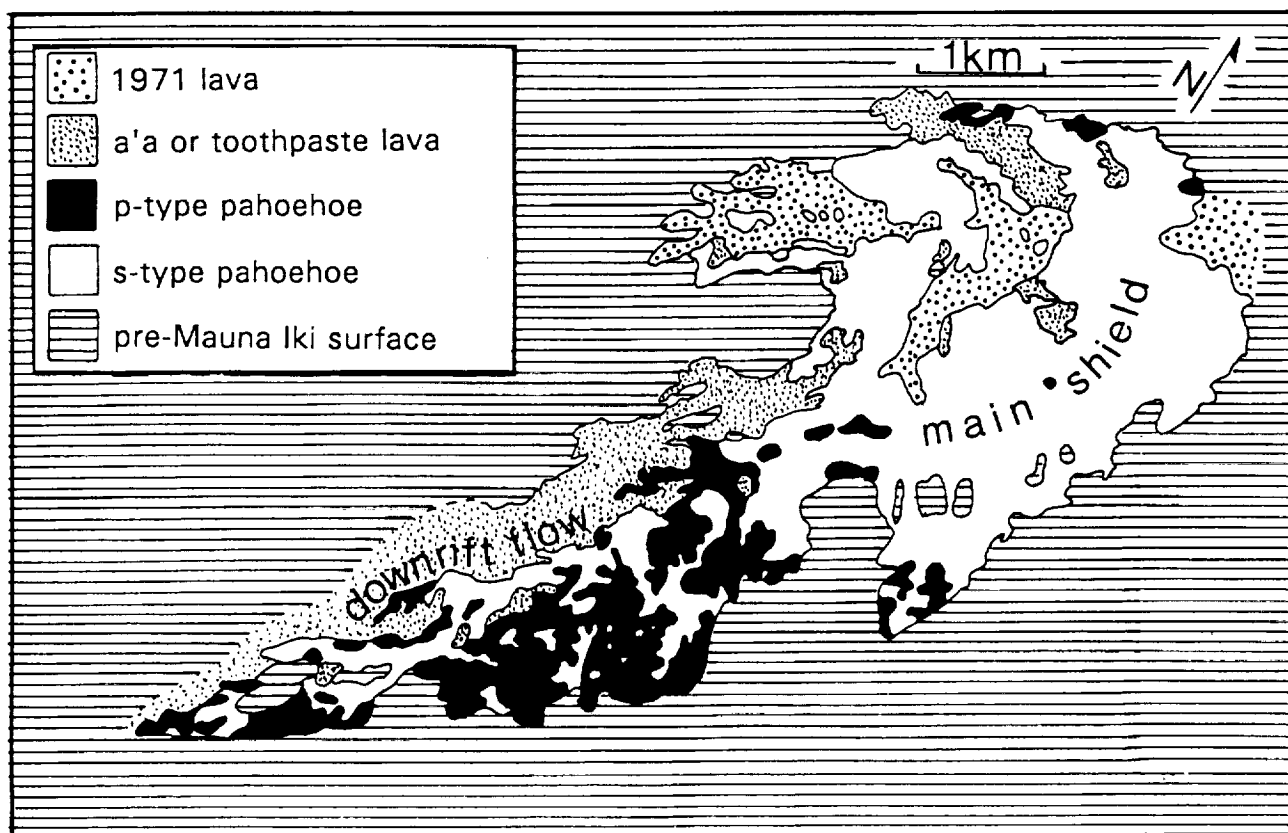 1971 lava
a'a or toothpaste lava
p-type pahoehoe
s-type pahoehoe
pre-Mauna Iki surface
1km
N
main shield
downrift flow